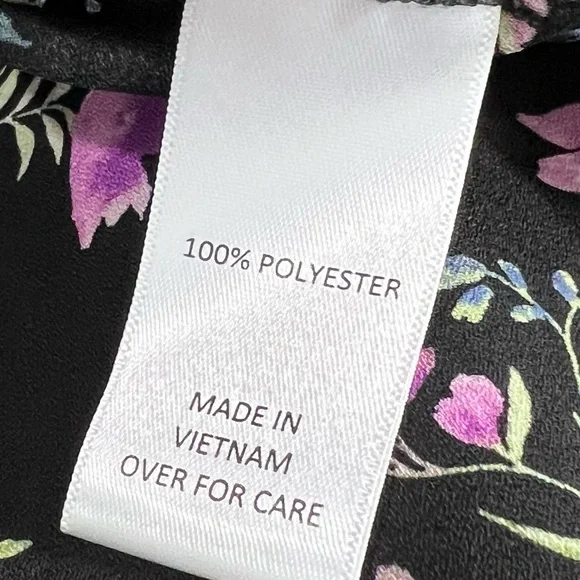 100% POLYESTER
MADE IN
VIETNAM
OVER FOR CARE